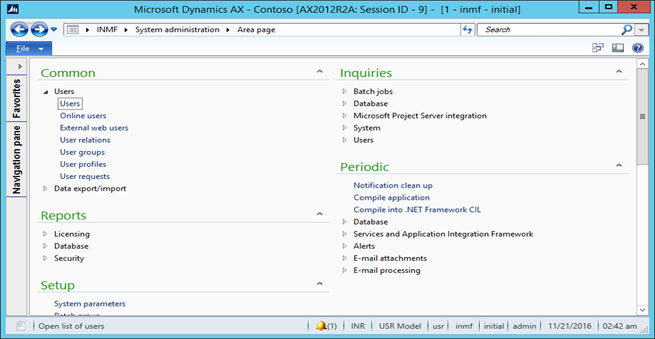 Microsoft Dynamics AX - Contoso [AX2012R2A: Session ID - 9] - [1 - inmf - initial]
INMF System administration Area page
Search
File
Favorites
Navigation pane
Common
Users
Users
Online users
External web users
User relations
User groups
User profiles
User requests
Data export/import
Reports
Licensing
Database
Security
Setup
System parameters
Batch group
Inquiries
Batch jobs
Database
Microsoft Project Server integration
System
Users
Periodic
Notification clean up
Compile application
Compile into .NET Framework CIL
Database
Services and Application Integration Framework
Alerts
E-mail attachments
E-mail processing
Open list of users (1) INR USR Model usr inmf initial admin 11/21/2016 02:42 am